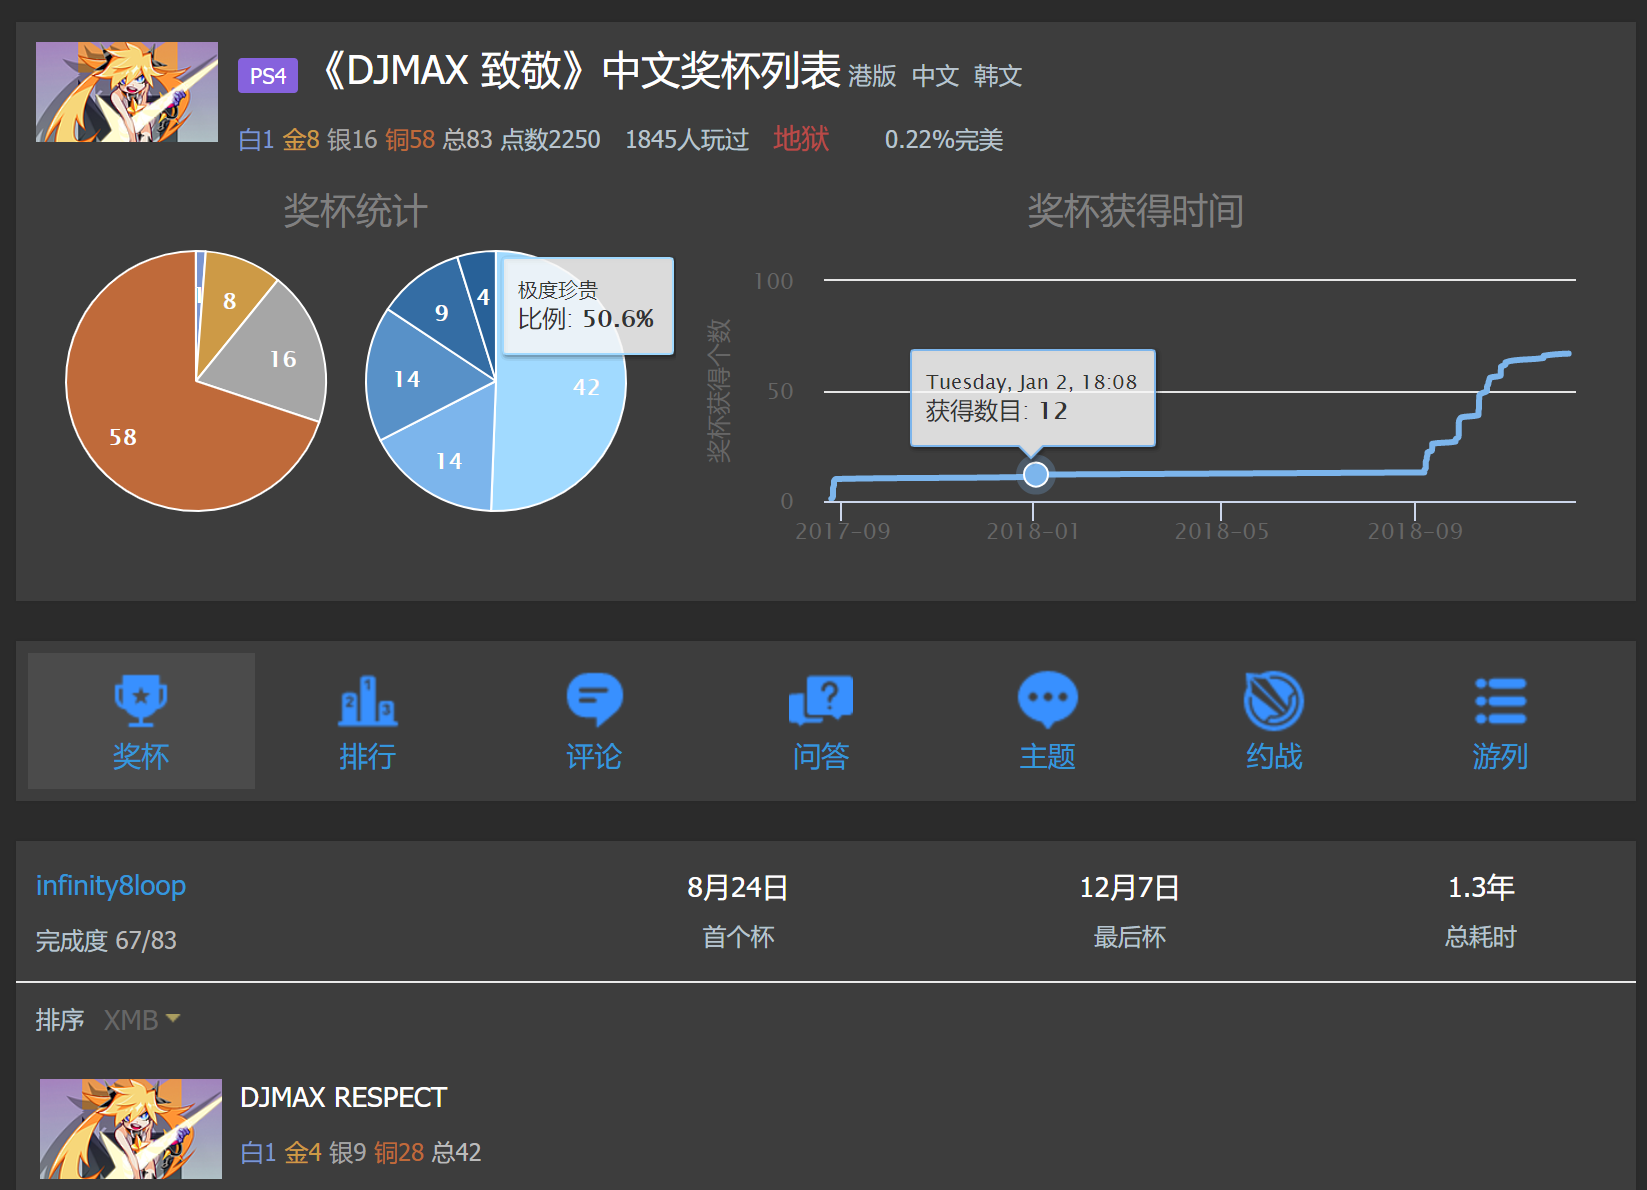 PS4 《DJMAX 致敬》中文奖杯列表 港版 中文 韩文
白1 金8 银16 铜58 总83 点数2250 1845人玩过 地狱 0.22%完美
奖杯统计
1
8
16
58
4
9
14
14
42
极度珍贵
比例: 50.6%
奖杯获得时间
奖杯获得个数
100
50
0
Tuesday, Jan 2, 18:08
获得数目: 12
2017-09 2018-01 2018-05 2018-09
奖杯 排行 评论 问答 主题 约战 游列
infinity8loop 8月24日 12月7日 1.3年
完成度 67/83 首个杯 最后杯 总耗时
排序 XMB
DJMAX RESPECT
白1 金4 银9 铜28 总42